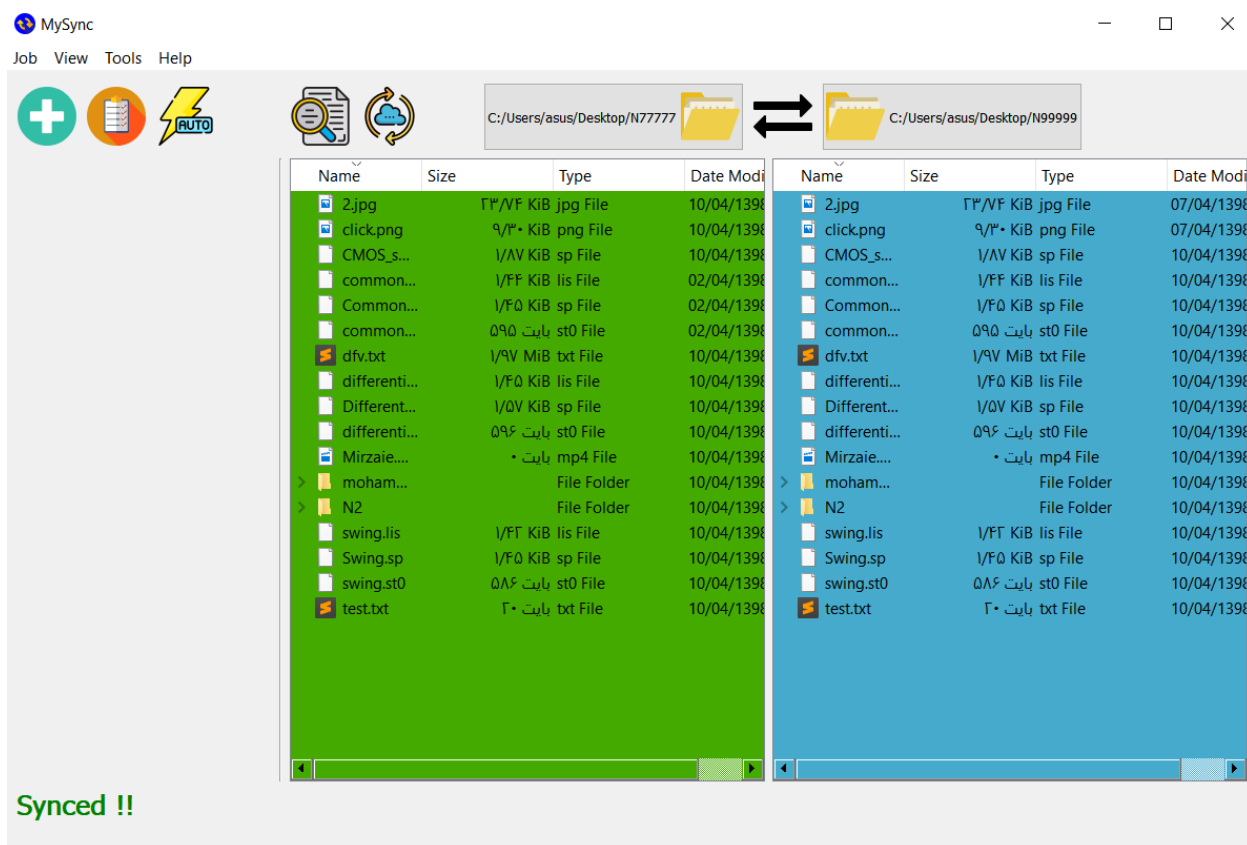 MySync
Job View Tools Help
AUTO
C:/Users/asus/Desktop/N77777
C:/Users/asus/Desktop/N99999
Name Size Type Date Modi
2.jpg ۲۳/۷۴ KiB jpg File 10/04/1398
click.png ۹/۳۰ KiB png File 10/04/1398
CMOS_s... ۱/۸۷ KiB sp File 10/04/1398
common... ۱/۴۴ KiB lis File 02/04/1398
Common... ۱/۴۵ KiB sp File 02/04/1398
common... ۵۹۵ بایت st0 File 02/04/1398
dfv.txt ۱/۹۷ MiB txt File 10/04/1398
differenti... ۱/۴۵ KiB lis File 10/04/1398
Different... ۱/۵۷ KiB sp File 10/04/1398
differenti... ۵۹۶ بایت st0 File 10/04/1398
Mirzaie.... ۰ بایت mp4 File 10/04/1398
moham... File Folder 10/04/1398
N2 File Folder 10/04/1398
swing.lis ۱/۴۲ KiB lis File 10/04/1398
Swing.sp ۱/۴۵ KiB sp File 10/04/1398
swing.st0 ۵۸۶ بایت st0 File 10/04/1398
test.txt ۲۰ بایت txt File 10/04/1398
Name Size Type Date Modi
2.jpg ۲۳/۷۴ KiB jpg File 07/04/1398
click.png ۹/۳۰ KiB png File 07/04/1398
CMOS_s... ۱/۸۷ KiB sp File 10/04/1398
common... ۱/۴۴ KiB lis File 10/04/1398
Common... ۱/۴۵ KiB sp File 10/04/1398
common... ۵۹۵ بایت st0 File 10/04/1398
dfv.txt ۱/۹۷ MiB txt File 10/04/1398
differenti... ۱/۴۵ KiB lis File 10/04/1398
Different... ۱/۵۷ KiB sp File 10/04/1398
differenti... ۵۹۶ بایت st0 File 10/04/1398
Mirzaie.... ۰ بایت mp4 File 10/04/1398
moham... File Folder 10/04/1398
N2 File Folder 10/04/1398
swing.lis ۱/۴۲ KiB lis File 10/04/1398
Swing.sp ۱/۴۵ KiB sp File 10/04/1398
swing.st0 ۵۸۶ بایت st0 File 10/04/1398
test.txt ۲۰ بایت txt File 10/04/1398
Synced !!